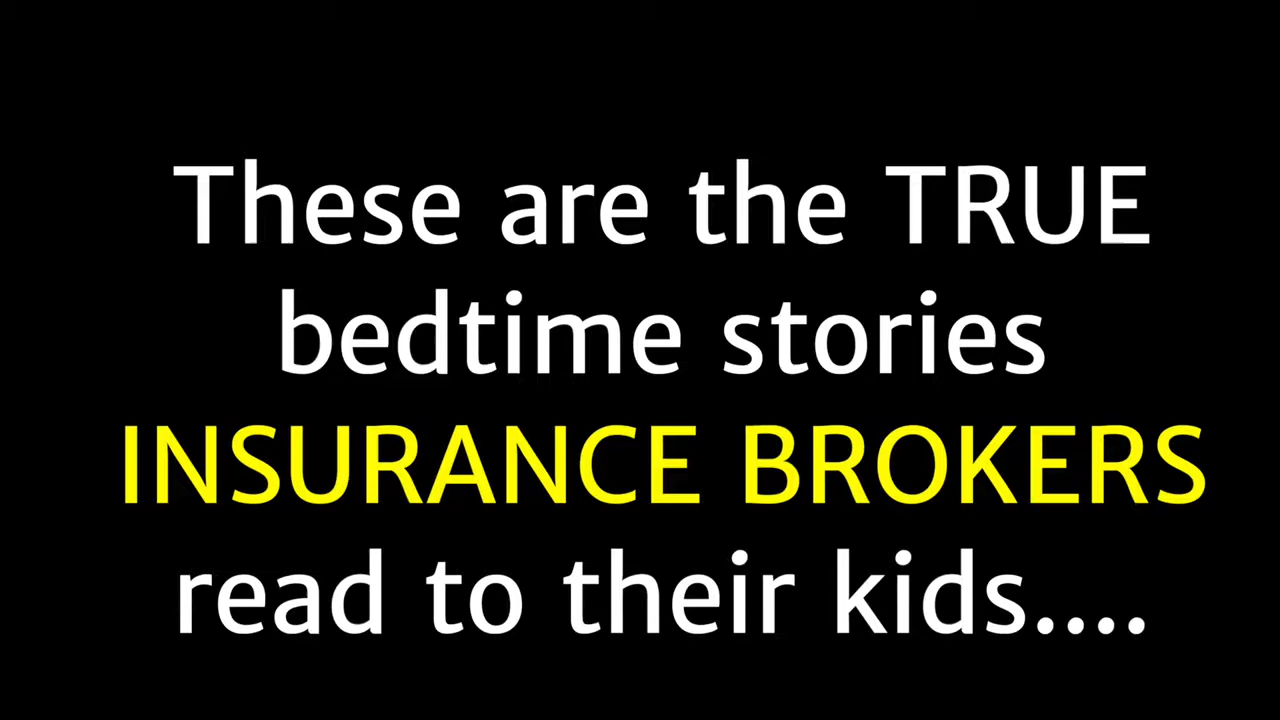 These are the TRUE
bedtime stories
INSURANCE BROKERS
read to their kids....